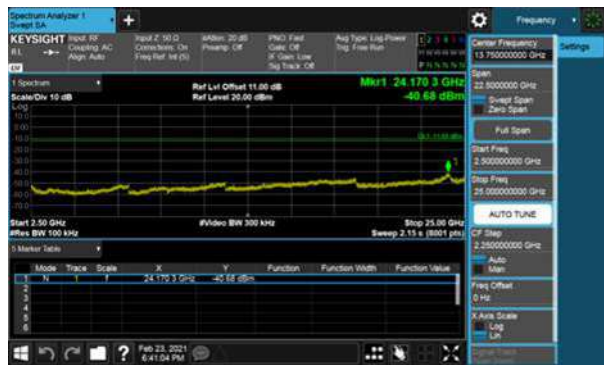 Spectrum Analyzer 1
Swept SA
Frequency
KEYSIGHT Input: RF
RL
Coupling: AC
Align: Auto
Input Z: 50 Ω
Corrections: On
Freq Ref: Int (S)
#Atten: 20 dB
Preamp: Off
PNO: Fast
Gate: Off
IF Gain: Low
Sig Track: Off
Avg Type: Log-Power
Trig: Free Run
1 Spectrum
Scale/Div 10 dB
Ref Lvl Offset 11.00 dB
Ref Level 20.00 dBm
Mkr1 24.170 3 GHz
-40.68 dBm
Log
10.0
0.00
Start 2.50 GHz
#Res BW 100 kHz
#Video BW 300 kHz
Stop 25.00 GHz
Sweep 2.15 s (8001 pts)
5 Marker Table
Mode Trace Scale X Y Function Function Width Function Value
1 N 1 f 24.170 3 GHz -40.68 dBm
2
3
4
5
6
Feb 23, 2021
6:41:04 PM
Center Frequency
13.750000000 GHz
Settings
Span
22.5000000 GHz
Swept Span
Zero Span
Full Span
Start Freq
2.500000000 GHz
Stop Freq
25.000000000 GHz
AUTO TUNE
CF Step
2.250000000 GHz
Auto
Man
Freq Offset
0 Hz
X Axis Scale
Log
Lin